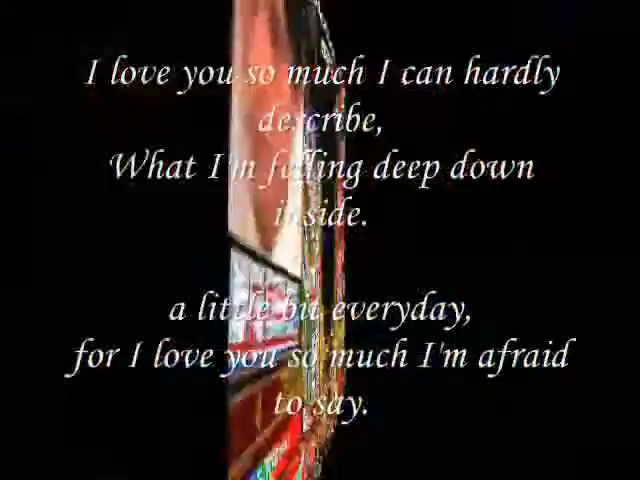 I love you so much I can hardly
describe,
What I'm feeling deep down
inside.
a little bit everyday,
for I love you so much I'm afraid
to say.